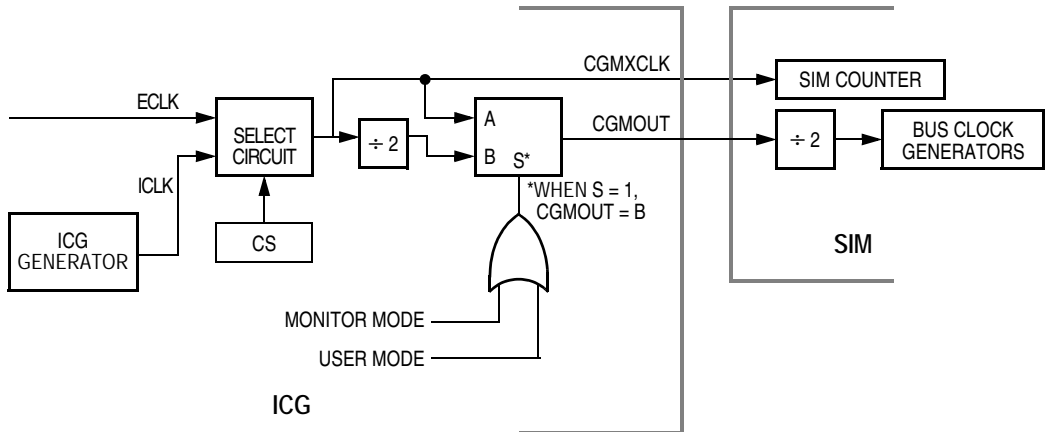 CGMXCLK
SIM COUNTER
ECLK
SELECT
CIRCUIT
÷ 2
A
B
S*
CGMOUT
÷ 2
BUS CLOCK
GENERATORS
ICLK
*WHEN S = 1,
CGMOUT = B
ICG
GENERATOR
CS
SIM
MONITOR MODE
USER MODE
ICG